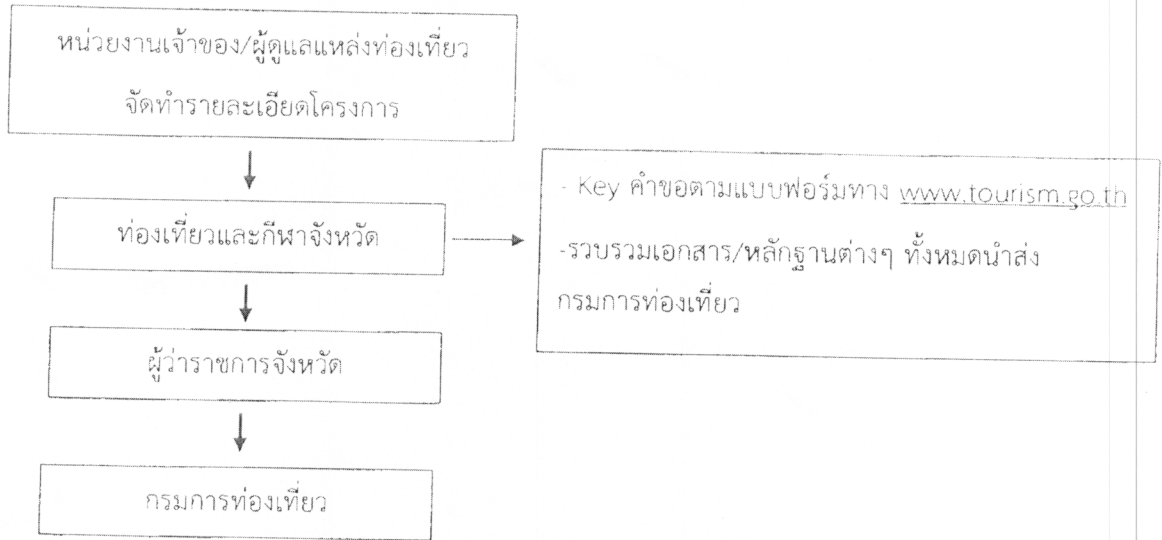 หน่วยงานเจ้าของ/ผู้ดูแลแหล่งท่องเที่ยว
จัดทำรายละเอียดโครงการ
ท่องเที่ยวและกีฬาจังหวัด
- Key คำขอตามแบบฟอร์มทาง www.tourism.go.th
-รวบรวมเอกสาร/หลักฐานต่างๆ ทั้งหมดนำส่ง
กรมการท่องเที่ยว
ผู้ว่าราชการจังหวัด
กรมการท่องเที่ยว